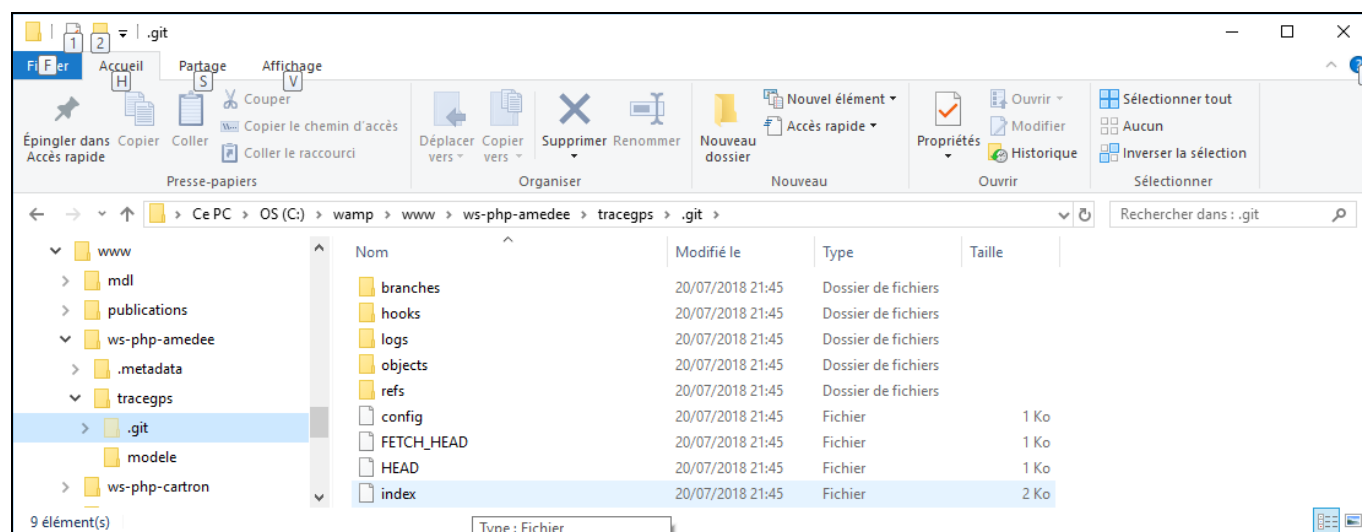 .git
1 2
Fi F er Accueil Partage Affichage
H S V
Épingler dans Accès rapide
Copier
Coller
Couper
Copier le chemin d'accès
Coller le raccourci
Presse-papiers
Déplacer vers
Copier vers
Supprimer
Renommer
Organiser
Nouveau dossier
Nouvel élément
Accès rapide
Nouveau
Propriétés
Ouvrir
Modifier
Historique
Ouvrir
Sélectionner tout
Aucun
Inverser la sélection
Sélectionner
Ce PC > OS (C:) > wamp > www > ws-php-amedee > tracegps > .git >
Rechercher dans : .git
www
mdl
publications
ws-php-amedee
.metadata
tracegps
.git
modele
ws-php-cartron
Nom Modifié le Type Taille
branches 20/07/2018 21:45 Dossier de fichiers
hooks 20/07/2018 21:45 Dossier de fichiers
logs 20/07/2018 21:45 Dossier de fichiers
objects 20/07/2018 21:45 Dossier de fichiers
refs 20/07/2018 21:45 Dossier de fichiers
config 20/07/2018 21:45 Fichier 1 Ko
FETCH_HEAD 20/07/2018 21:45 Fichier 1 Ko
HEAD 20/07/2018 21:45 Fichier 1 Ko
index 20/07/2018 21:45 Fichier 2 Ko
9 élément(s)
Type : Fichier